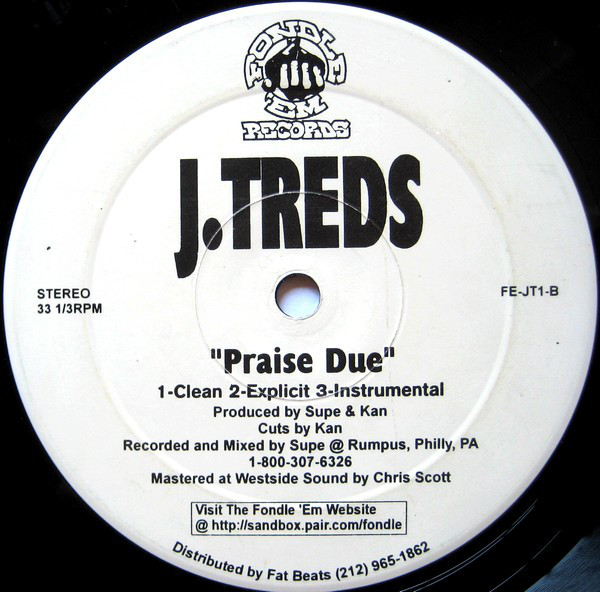 FONDLE
'EM
RECORDS
J.TREDS
STEREO
33 1/3RPM
FE-JT1-B
"Praise Due"
1-Clean 2-Explicit 3-Instrumental
Produced by Supe & Kan
Cuts by Kan
Recorded and Mixed by Supe @ Rumpus, Philly, PA
1-800-307-6326
Mastered at Westside Sound by Chris Scott
Visit The Fondle 'Em Website
@ http://sandbox.pair.com/fondle
Distributed by Fat Beats (212) 965-1862